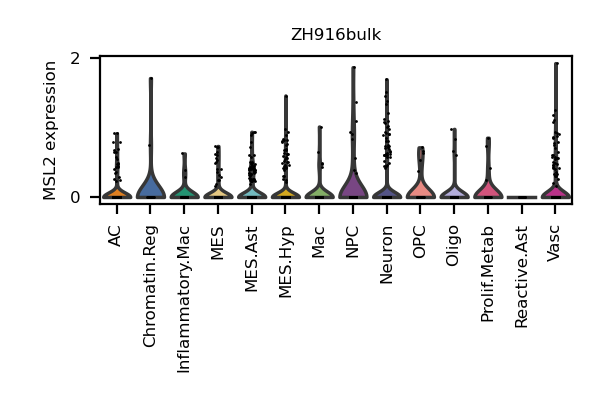 ZH916bulk
MSL2 expression
2
0
AC
Chromatin.Reg
Inflammatory.Mac
MES
MES.Ast
MES.Hyp
Mac
NPC
Neuron
OPC
Oligo
Prolif.Metab
Reactive.Ast
Vasc